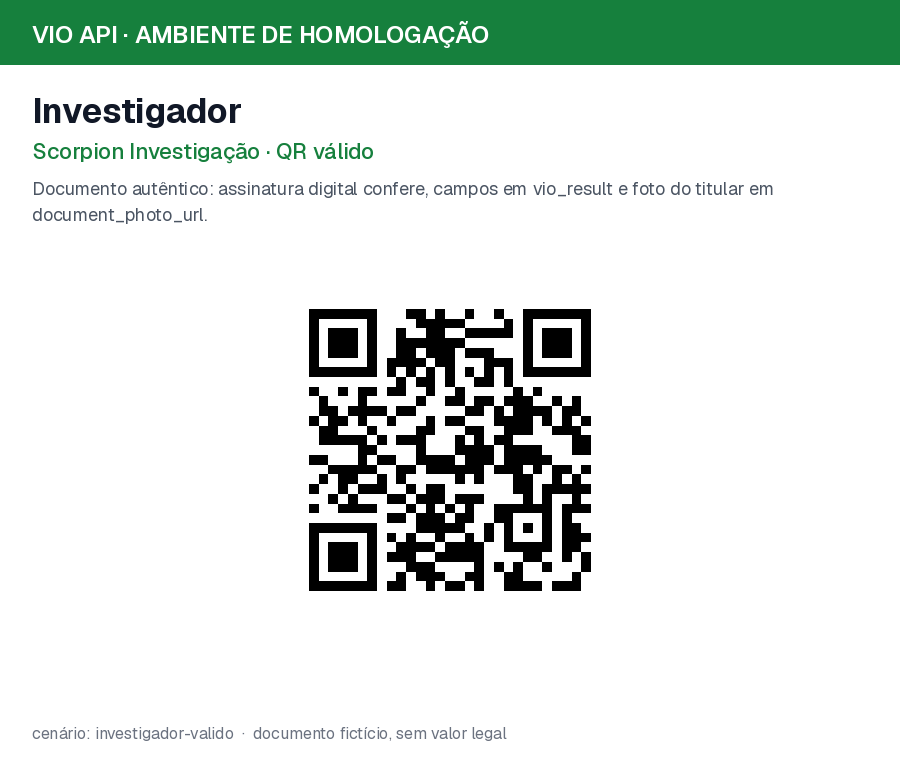 VIO API · AMBIENTE DE HOMOLOGAÇÃO
Investigador
Scorpion Investigação · QR válido
Documento autêntico: assinatura digital confere, campos em vio_result e foto do titular em
document_photo_url.
cenário: investigador-valido · documento fictício, sem valor legal